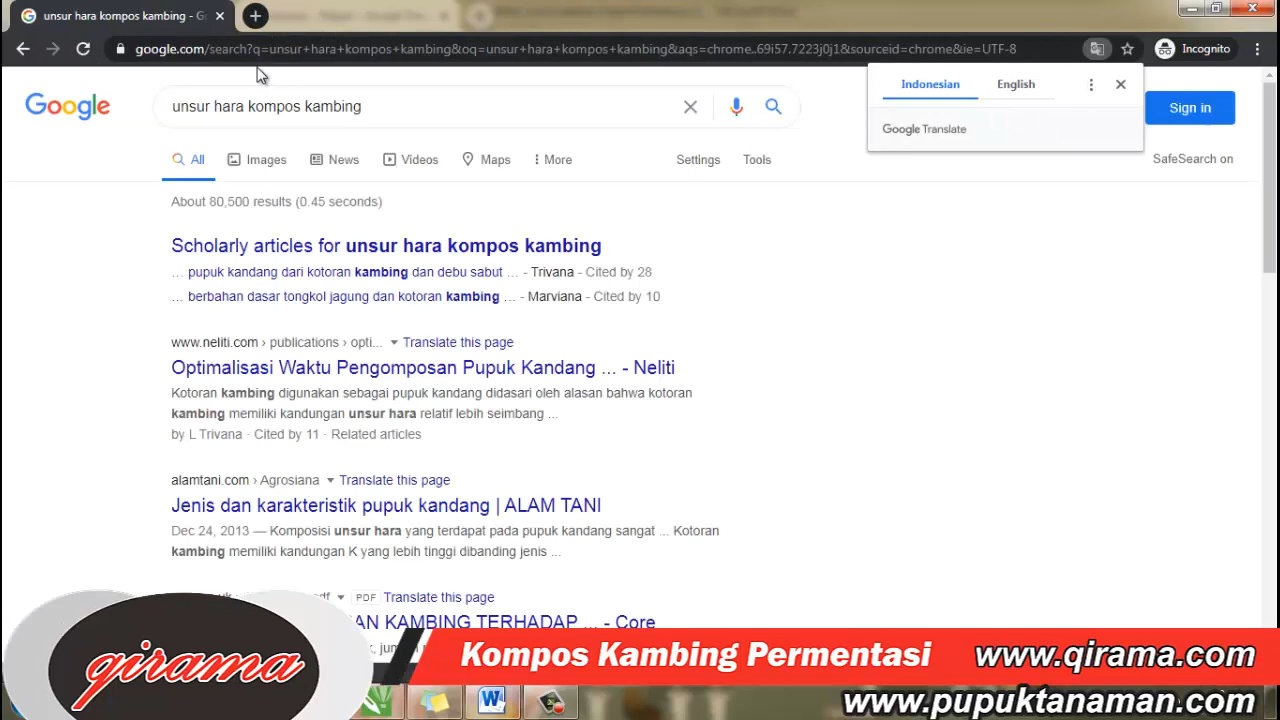 unsur hara kompos kambing - Go
google.com/search?q=unsur+hara+kompos+kambing&oq=unsur+hara+kompos+kambing&aqs=chrome..69i57.7223j0j1&sourceid=chrome&ie=UTF-8
Incognito
Google
unsur hara kompos kambing
Indonesian English
Google Translate
Sign in
All Images News Videos Maps More Settings Tools
SafeSearch on
About 80,500 results (0.45 seconds)
Scholarly articles for unsur hara kompos kambing
... pupuk kandang dari kotoran kambing dan debu sabut ... - Trivana - Cited by 28
... berbahan dasar tongkol jagung dan kotoran kambing ... - Marviana - Cited by 10
www.neliti.com › publications › opti... Translate this page
Optimalisasi Waktu Pengomposan Pupuk Kandang ... - Neliti
Kotoran kambing digunakan sebagai pupuk kandang didasari oleh alasan bahwa kotoran
kambing memiliki kandungan unsur hara relatif lebih seimbang ...
by L Trivana · Cited by 11 · Related articles
alamtani.com › Agrosiana Translate this page
Jenis dan karakteristik pupuk kandang | ALAM TANI
Dec 24, 2013 — Komposisi unsur hara yang terdapat pada pupuk kandang sangat ... Kotoran
kambing memiliki kandungan K yang lebih tinggi dibanding jenis ...
PDF Translate this page
AN KAMBING TERHADAP ... - Core
qirama
Kompos Kambing Permentasi www.qirama.com
www.pupuktanaman.com